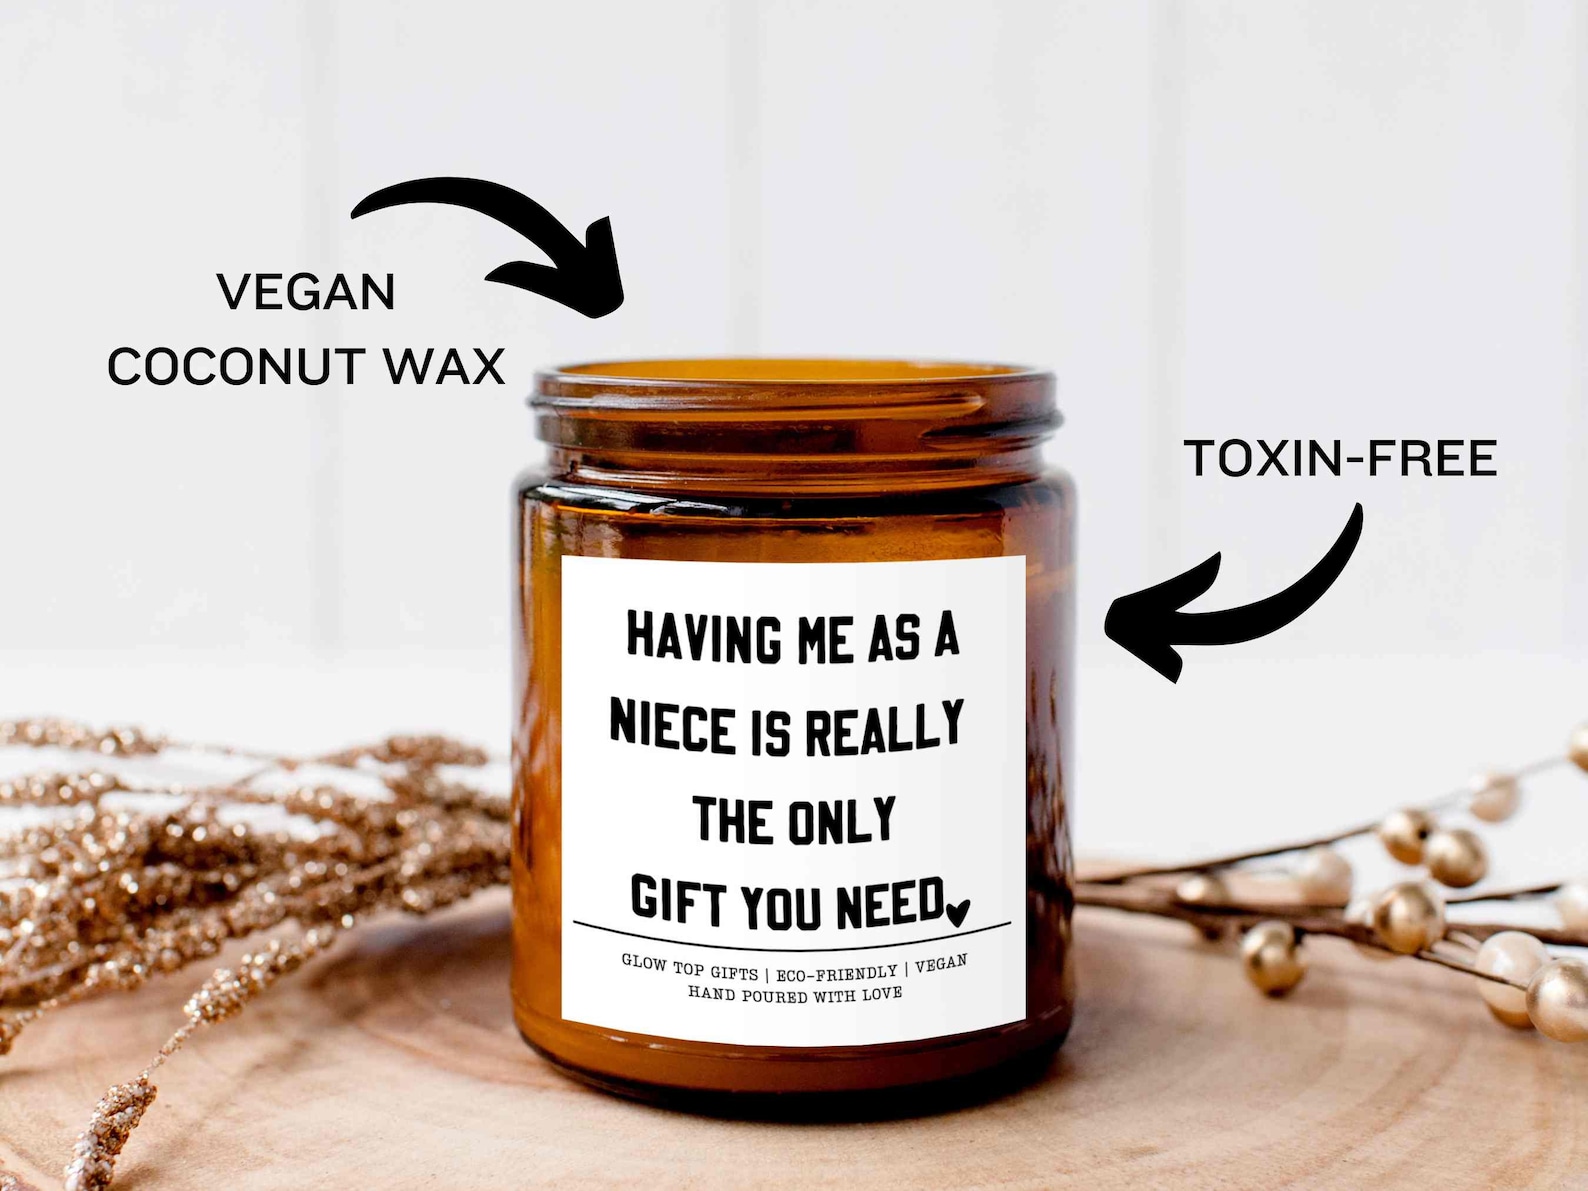 VEGAN
COCONUT WAX
TOXIN-FREE
HAVING ME AS A
NIECE IS REALLY
THE ONLY
GIFT YOU NEED
GLOW TOP GIFTS | ECO-FRIENDLY | VEGAN
HAND POURED WITH LOVE